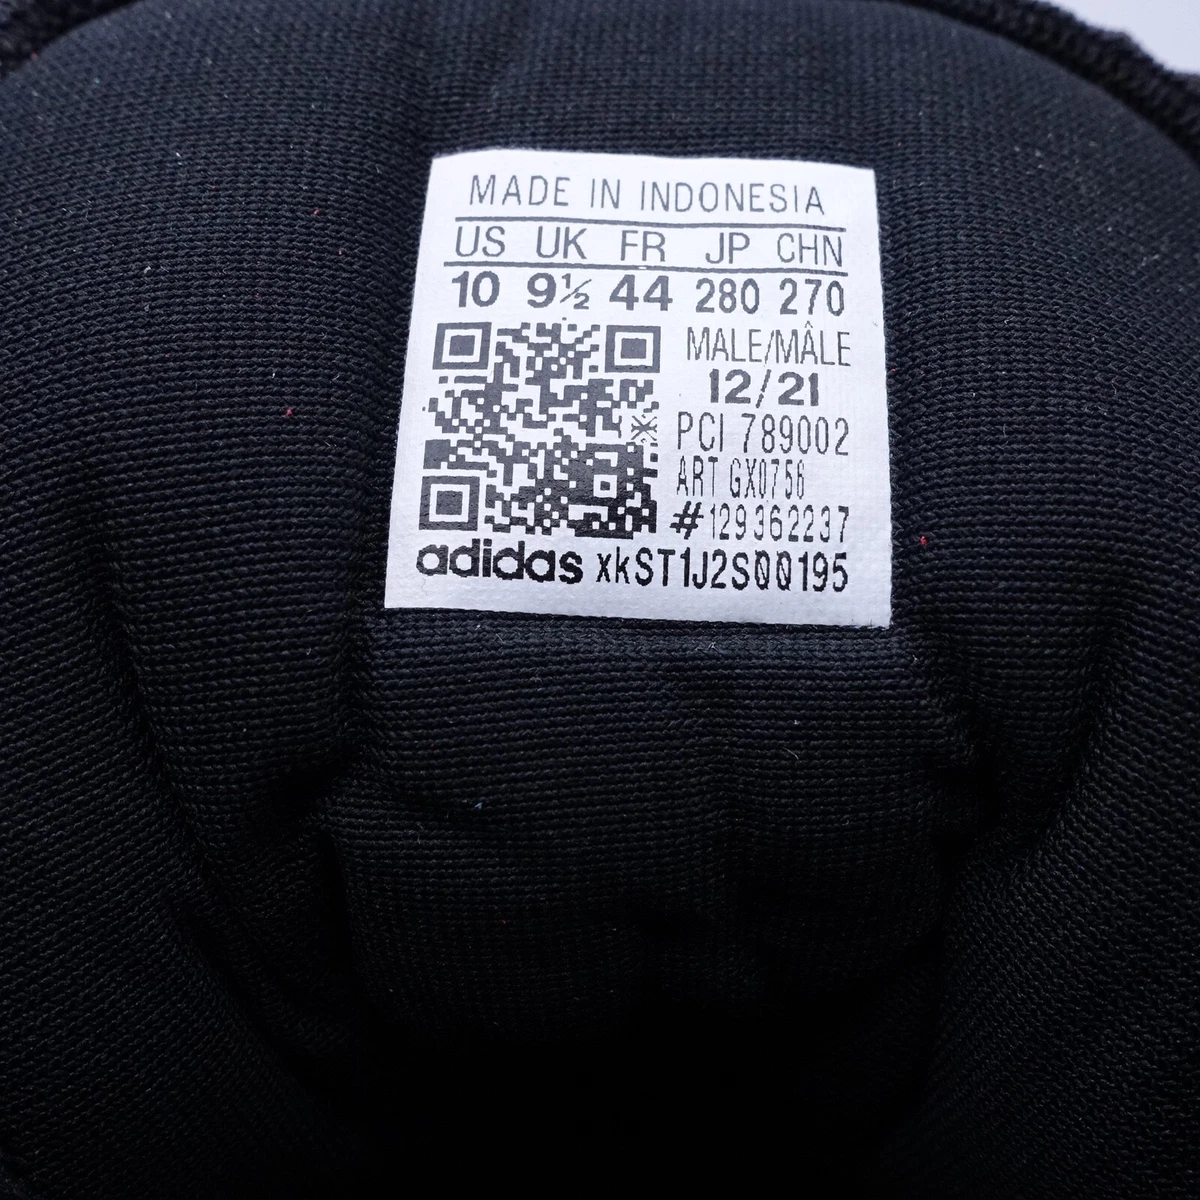 MADE IN INDONESIA
US UK FR JP CHN
10 9½ 44 280 270
MALE/MÂLE
12/21
PCI 789002
ART GX0756
#129362237
adidas xkST1J2S00195